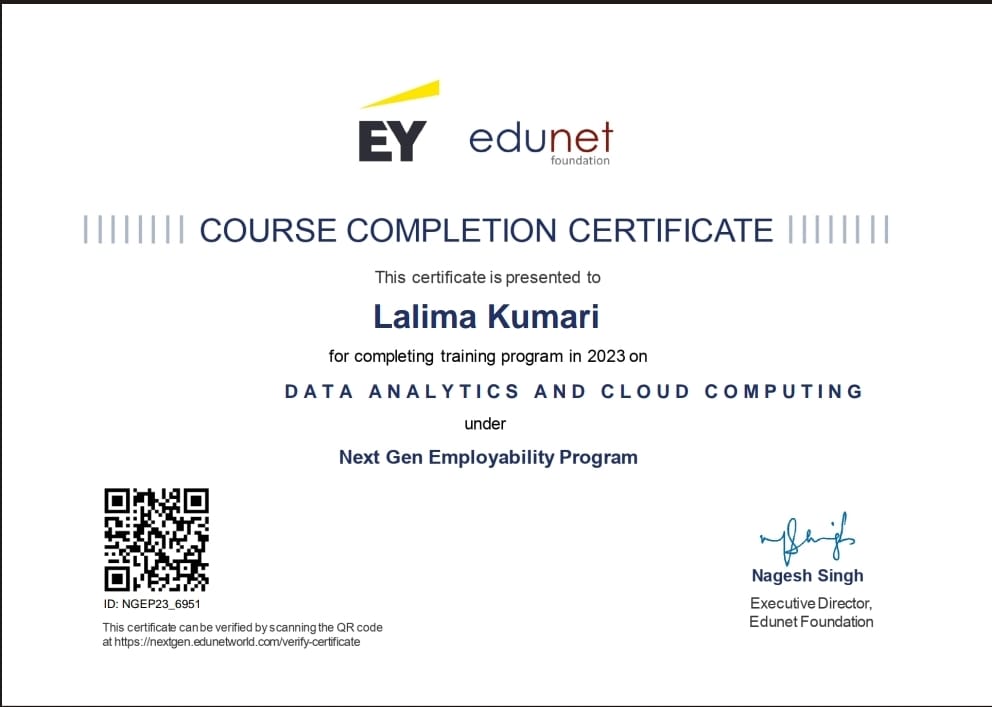 EY
edunet
foundation
COURSE COMPLETION CERTIFICATE
This certificate is presented to
Lalima Kumari
for completing training program in 2023 on
DATA ANALYTICS AND CLOUD COMPUTING
under
Next Gen Employability Program
ID: NGEP23_6951
This certificate can be verified by scanning the QR code
at https://nextgen.edunetworld.com/verify-certificate
Nagesh Singh
Executive Director,
Edunet Foundation